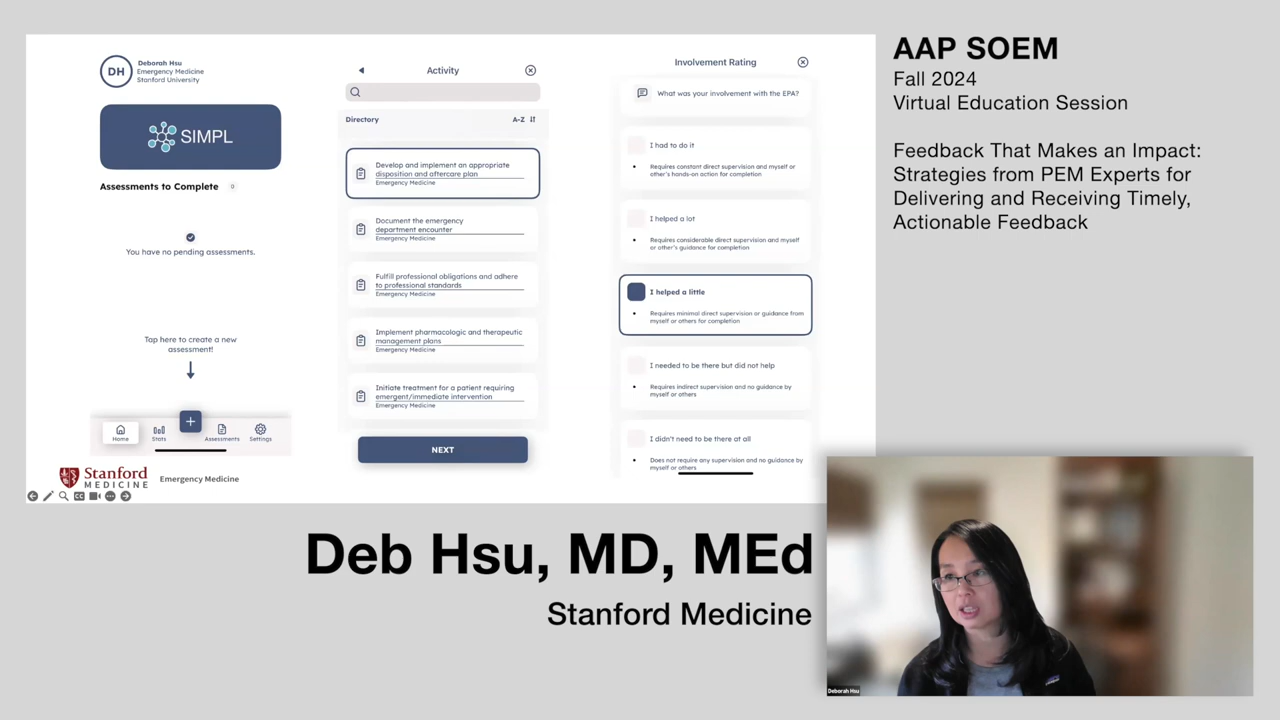 DH
Deborah Hsu
Emergency Medicine
Stanford University
SIMPL
Assessments to Complete 0
You have no pending assessments.
Tap here to create a new
assessment!
Home
Stats
+
Assessments
Settings
Stanford
MEDICINE
Emergency Medicine
CC
Activity
Directory
A-Z
Develop and implement an appropriate
disposition and aftercare plan
Emergency Medicine
Document the emergency
department encounter
Emergency Medicine
Fulfill professional obligations and adhere
to professional standards
Emergency Medicine
Implement pharmacologic and therapeutic
management plans
Emergency Medicine
Initiate treatment for a patient requiring
emergent/immediate intervention
Emergency Medicine
NEXT
Involvement Rating
What was your involvement with the EPA?
I had to do it
• Requires constant direct supervision and myself or
other's hands-on action for completion
I helped a lot
• Requires considerable direct supervision and myself
or other's guidance for completion
I helped a little
• Requires minimal direct supervision or guidance from
myself or others for completion
I needed to be there but did not help
• Requires indirect supervision and no guidance by
myself or others
I didn't need to be there at all
• Does not require any supervision and no guidance by
myself or others
AAP SOEM
Fall 2024
Virtual Education Session
Feedback That Makes an Impact:
Strategies from PEM Experts for
Delivering and Receiving Timely,
Actionable Feedback
Deb Hsu, MD, MEd
Stanford Medicine
Deborah Hsu